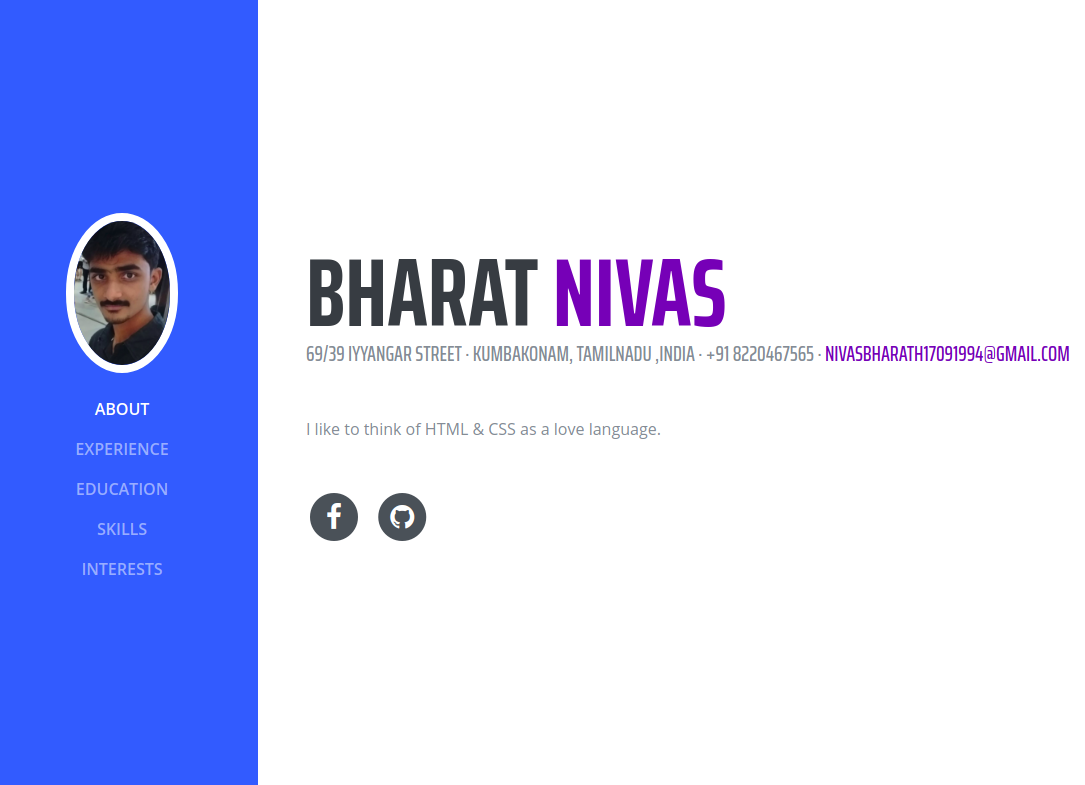 ABOUT
EXPERIENCE
EDUCATION
SKILLS
INTERESTS
BHARAT NIVAS
69/39 IYYANGAR STREET · KUMBAKONAM, TAMILNADU ,INDIA · +91 8220467565 · NIVASBHARATH17091994@GMAIL.COM
I like to think of HTML & CSS as a love language.